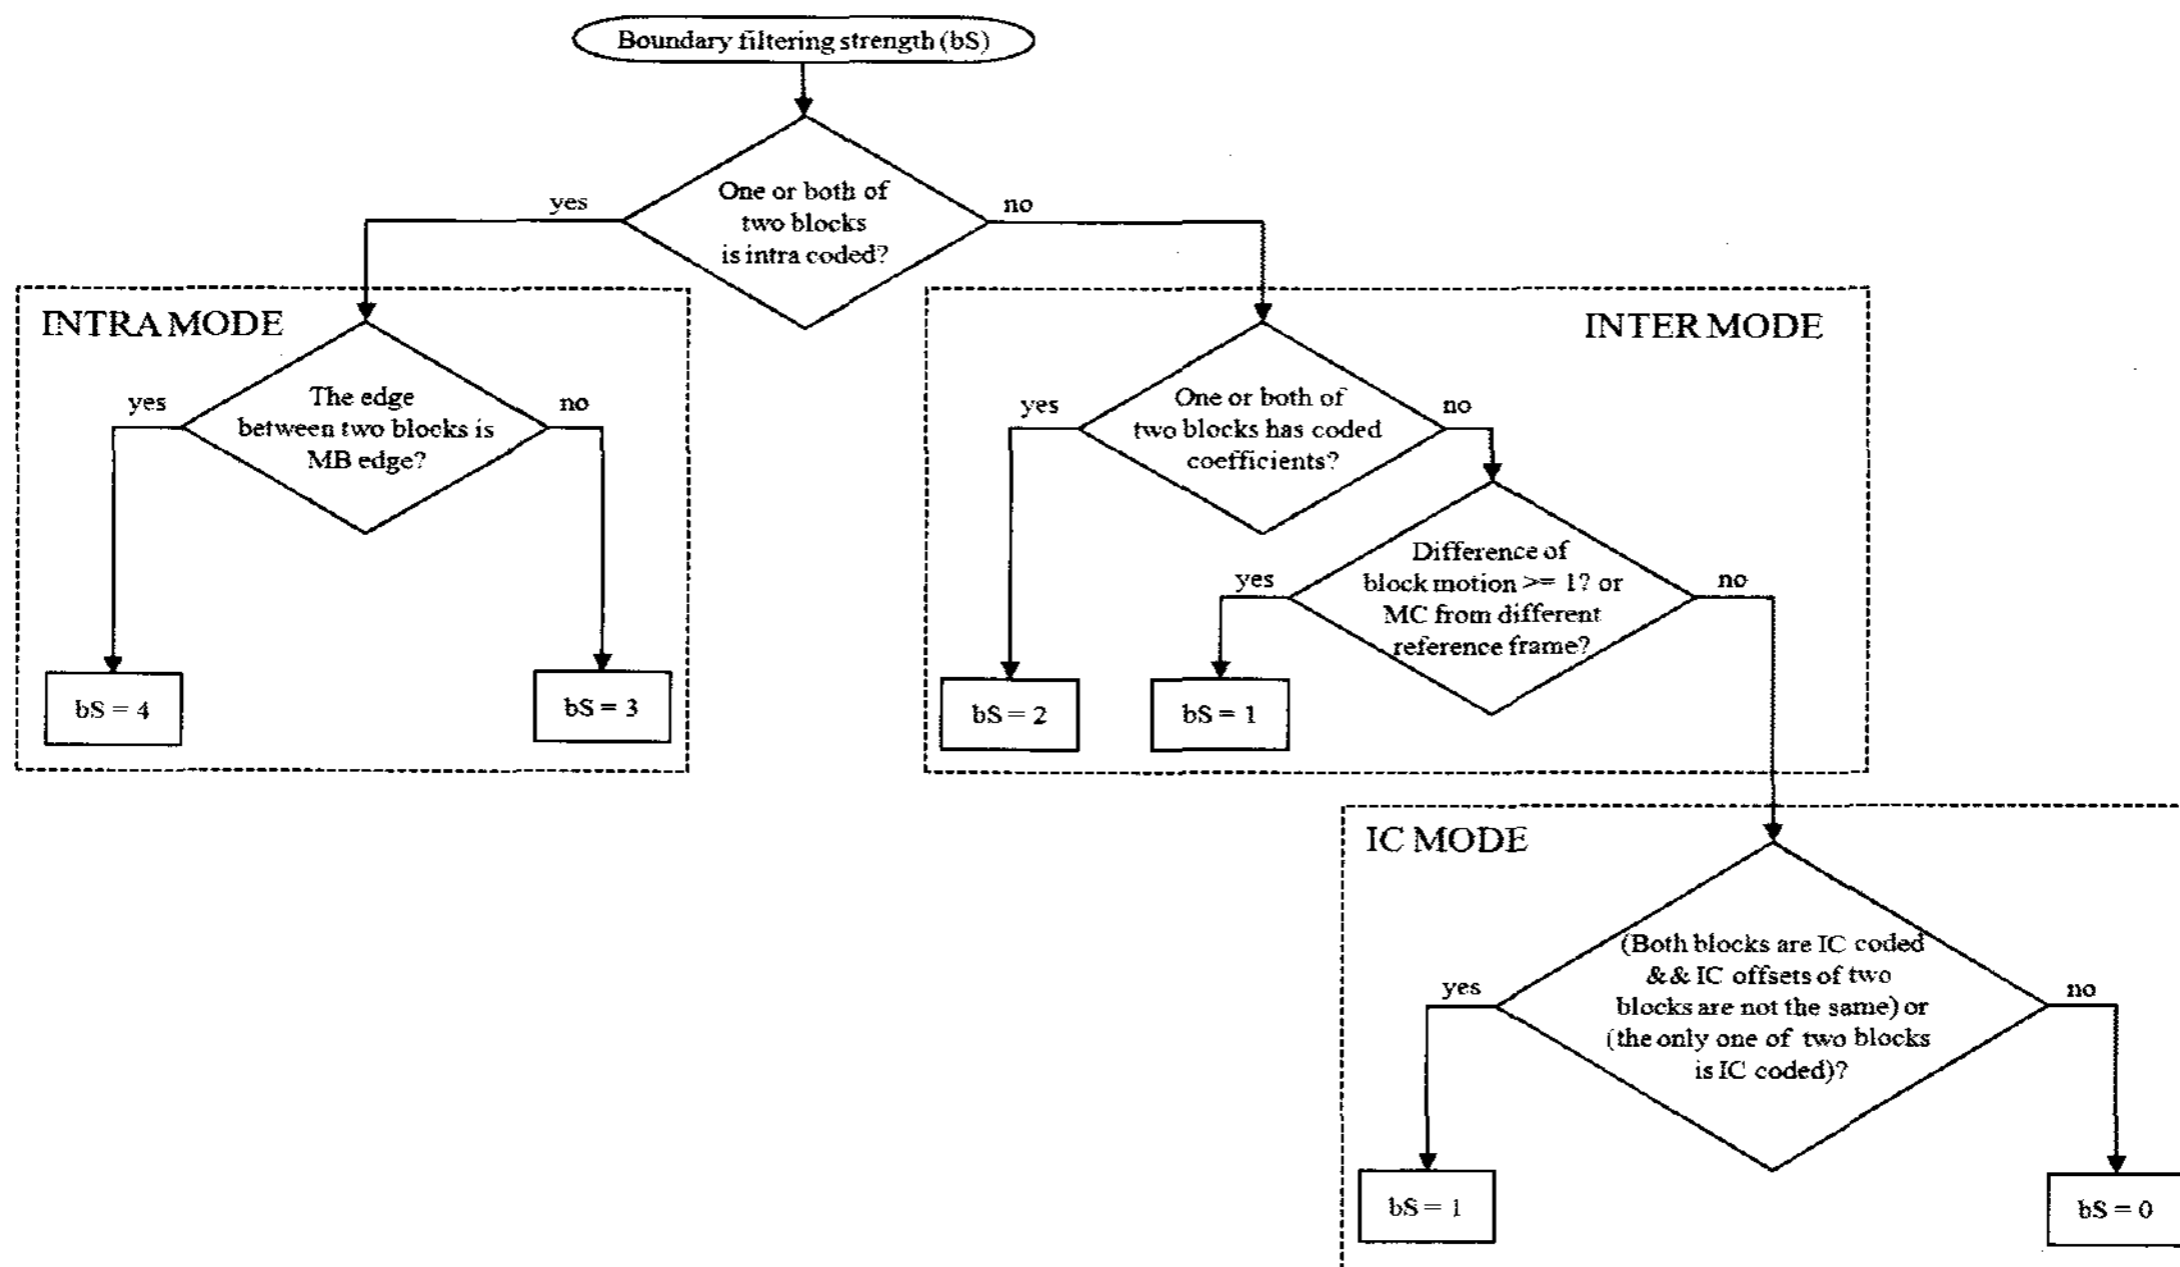 Boundary filtering strength (bS)
One or both of
two blocks
is intra coded?
yes
no
INTRA MODE
The edge
between two blocks is
MB edge?
yes
no
bS = 4
bS = 3
INTER MODE
One or both of
two blocks has coded
coefficients?
yes
no
Difference of
block motion >= 1? or
MC from different
reference frame?
yes
no
bS = 2
bS = 1
IC MODE
(Both blocks are IC coded
&& IC offsets of two
blocks are not the same) or
(the only one of two blocks
is IC coded)?
yes
no
bS = 1
bS = 0